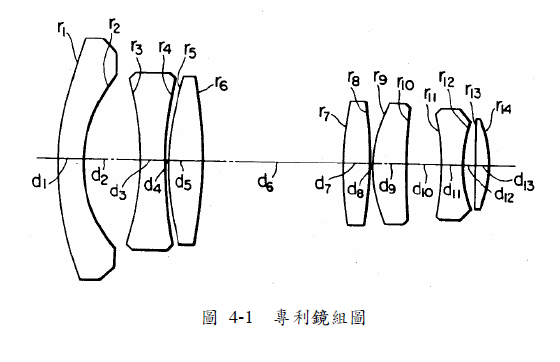 r1 r2 r3 r4 r5 r6 r7 r8 r9 r10 r11 r12 r13 r14
d1 d2 d3 d4 d5 d6 d7 d8 d9 d10 d11 d12 d13
圖 4-1 專利鏡組圖